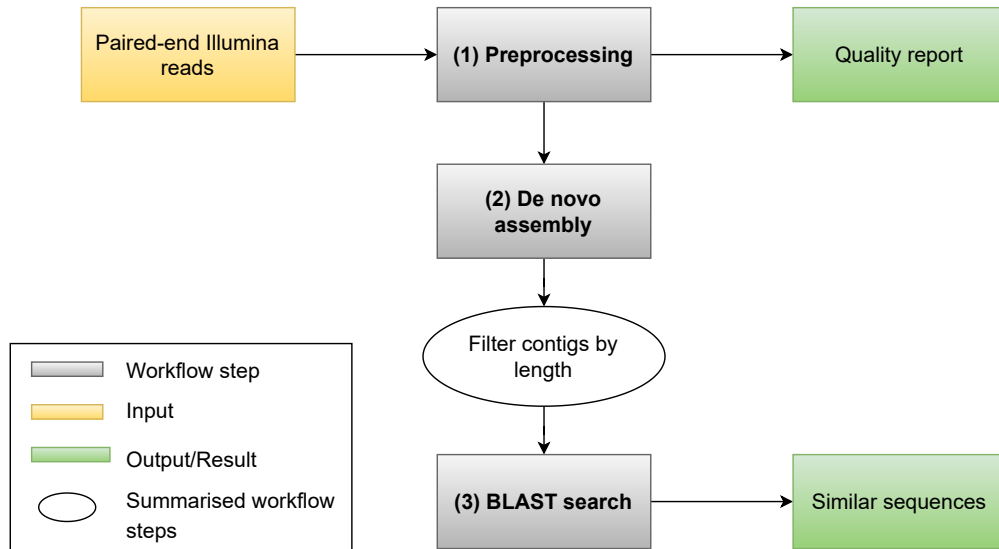 Paired-end Illumina
reads
(1) Preprocessing
Quality report
(2) De novo
assembly
Filter contigs by
length
Workflow step
Input
Output/Result
Summarised workflow
steps
(3) BLAST search
Similar sequences